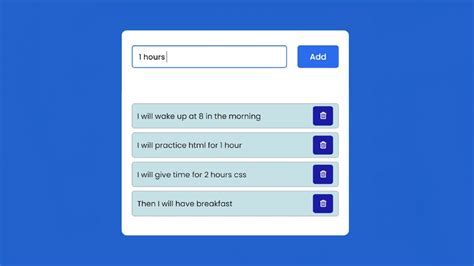 1 hours
Add
I will wake up at 8 in the morning
I will practice html for 1 hour
I will give time for 2 hours css
Then I will have breakfast